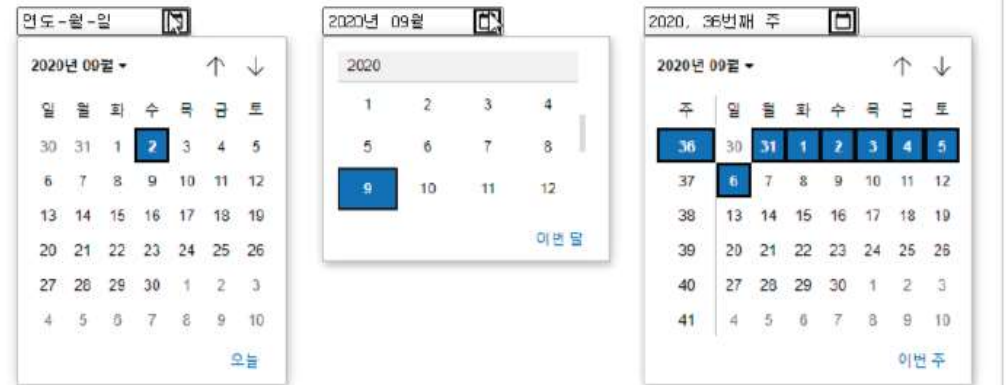 연도-월-일
2020년 09월
일 월 화 수 목 금 토
30 31 1 2 3 4 5
6 7 8 9 10 11 12
13 14 15 16 17 18 19
20 21 22 23 24 25 26
27 28 29 30 1 2 3
4 5 6 7 8 9 10
오늘
2020년 09월
2020
1 2 3 4
5 6 7 8
9 10 11 12
이번 달
2020, 36번째 주
2020년 09월
주 일 월 화 수 목 금 토
36 30 31 1 2 3 4 5
37 6 7 8 9 10 11 12
38 13 14 15 16 17 18 19
39 20 21 22 23 24 25 26
40 27 28 29 30 1 2 3
41 4 5 6 7 8 9 10
이번 주